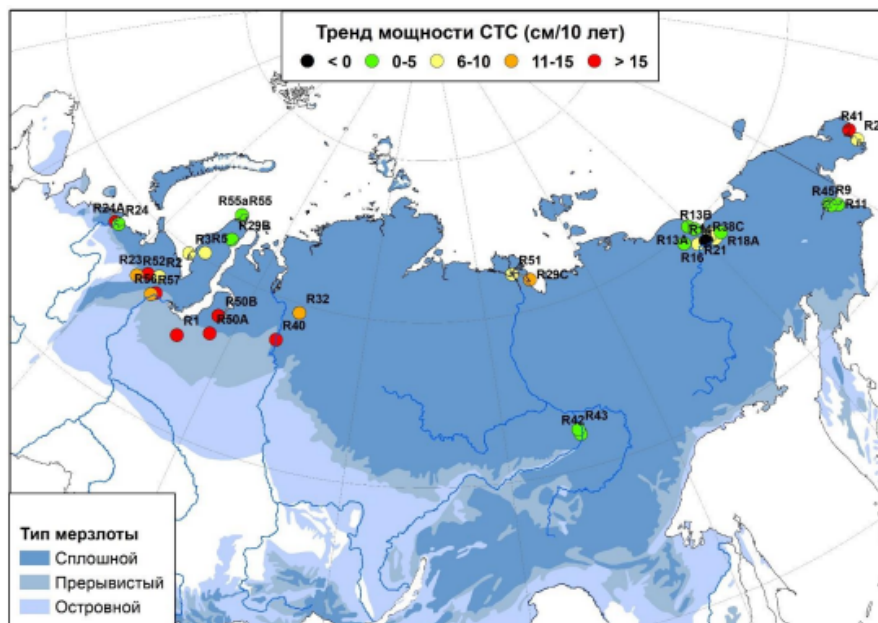 Тренд мощности СТС (см/10 лет)
< 0 0-5 6-10 11-15 > 15
R41
R2
R45 R9
R11
R55a R55
R24A R24
R29B
R13B
R38C
R3 R5
R13A
R18A
R16
R21
R23 R52 R2
R51
R29C
R57
R50B
R32
R1
R50A
R40
R42 R43
Тип мерзлоты
Сплошной
Прерывистый
Островной